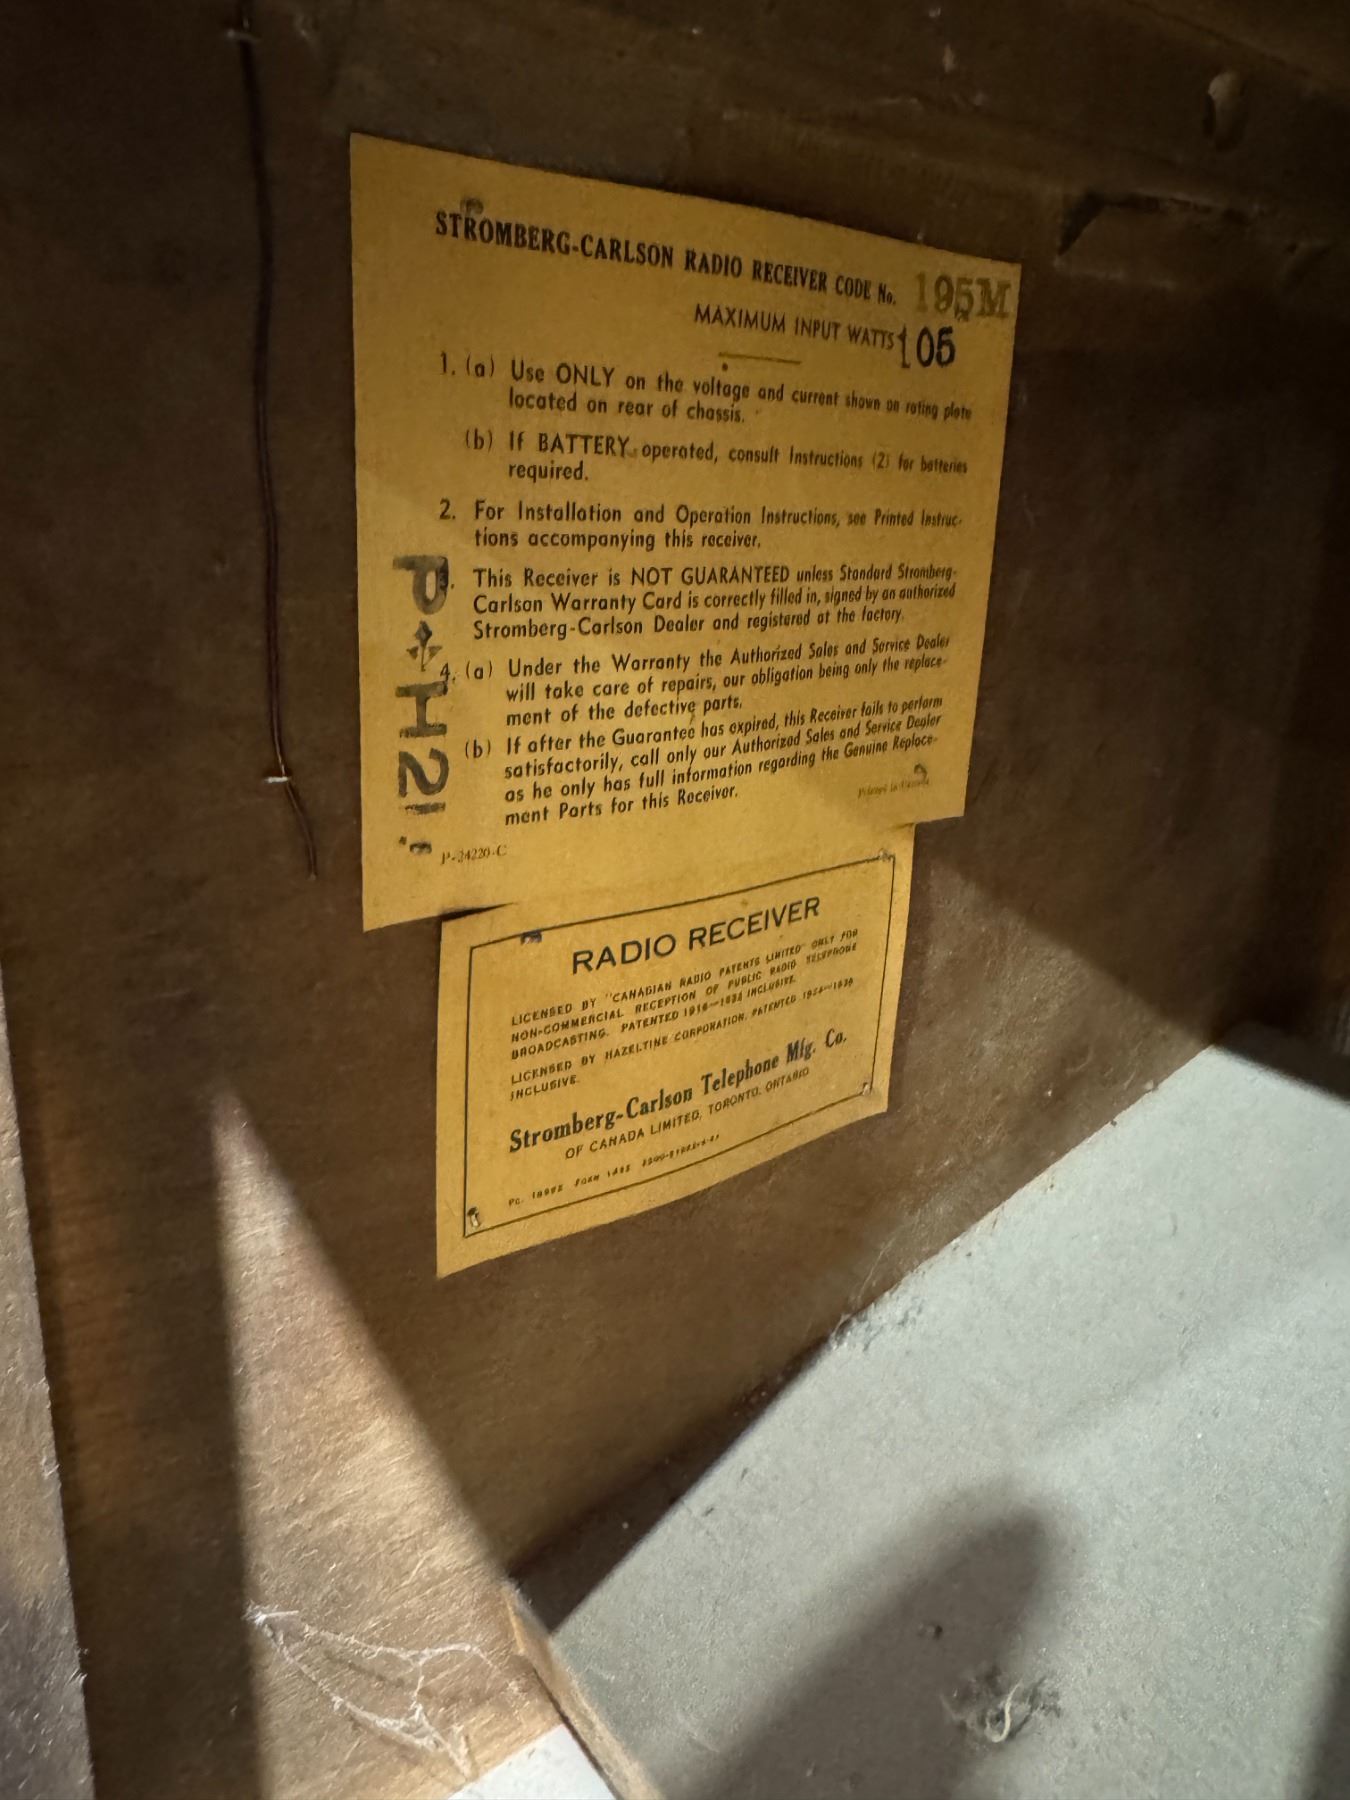 STROMBERG-CARLSON RADIO RECEIVER CODE No. 195M
MAXIMUM INPUT WATTS 105
1. (a) Use ONLY on the voltage and current shown on rating plate
located on rear of chassis.
(b) If BATTERY operated, consult Instructions (2) for batteries
required.
2. For Installation and Operation Instructions, see Printed Instruc-
tions accompanying this receiver.
3. This Receiver is NOT GUARANTEED unless Standard Stromberg-
Carlson Warranty Card is correctly filled in, signed by an authorized
Stromberg-Carlson Dealer and registered at the factory.
4. (a) Under the Warranty the Authorized Sales and Service Dealer
will take care of repairs, our obligation being only the replace-
ment of the defective parts.
(b) If after the Guarantee has expired, this Receiver fails to perform
satisfactorily, call only our Authorized Sales and Service Dealer
as he only has full information regarding the Genuine Replace-
ment Parts for this Receiver.
Printed in Canada
P-24220-C
RADIO RECEIVER
LICENSED BY "CANADIAN RADIO PATENTS LIMITED" ONLY FOR
NON-COMMERCIAL RECEPTION OF PUBLIC RADIO TELEPHONE
BROADCASTING. PATENTED INCLUSIVE.
LICENSED BY HAZELTINE CORPORATION. PATENTED
INCLUSIVE.
Stromberg-Carlson Telephone Mfg. Co.
OF CANADA LIMITED, TORONTO, ONTARIO